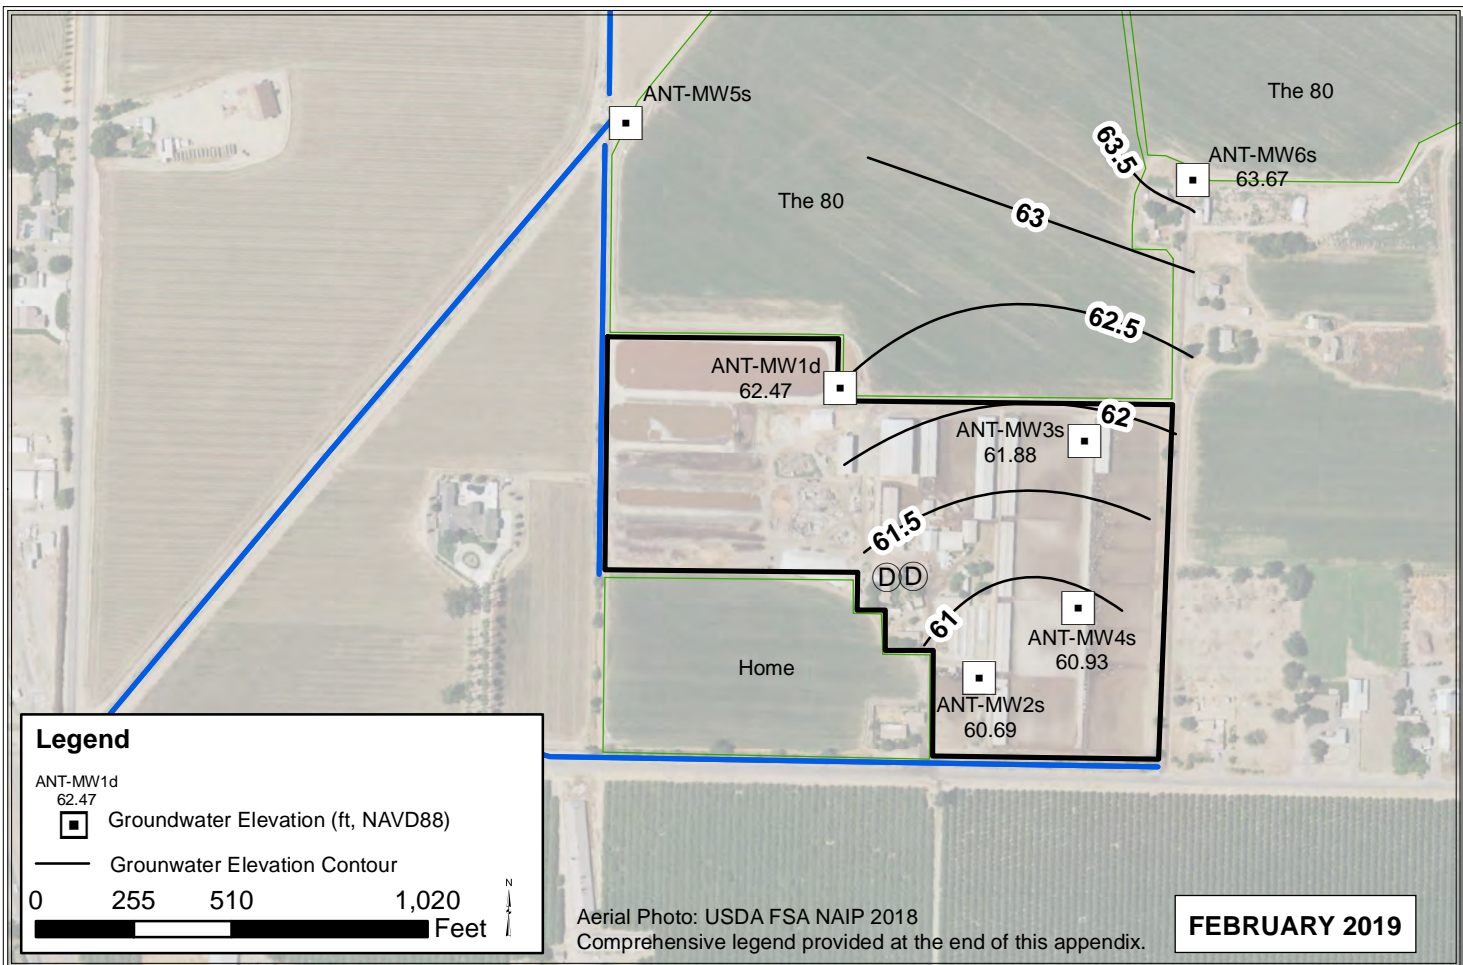 ANT-MW5s
The 80
63.5
ANT-MW6s
63.67
The 80
63
62.5
ANT-MW1d
62.47
62
ANT-MW3s
61.88
61.5
D D
61
ANT-MW4s
60.93
Home
ANT-MW2s
60.69
Legend
ANT-MW1d
62.47
Groundwater Elevation (ft, NAVD88)
Grounwater Elevation Contour
0 255 510 1,020
Feet
N
Aerial Photo: USDA FSA NAIP 2018
Comprehensive legend provided at the end of this appendix.
FEBRUARY 2019